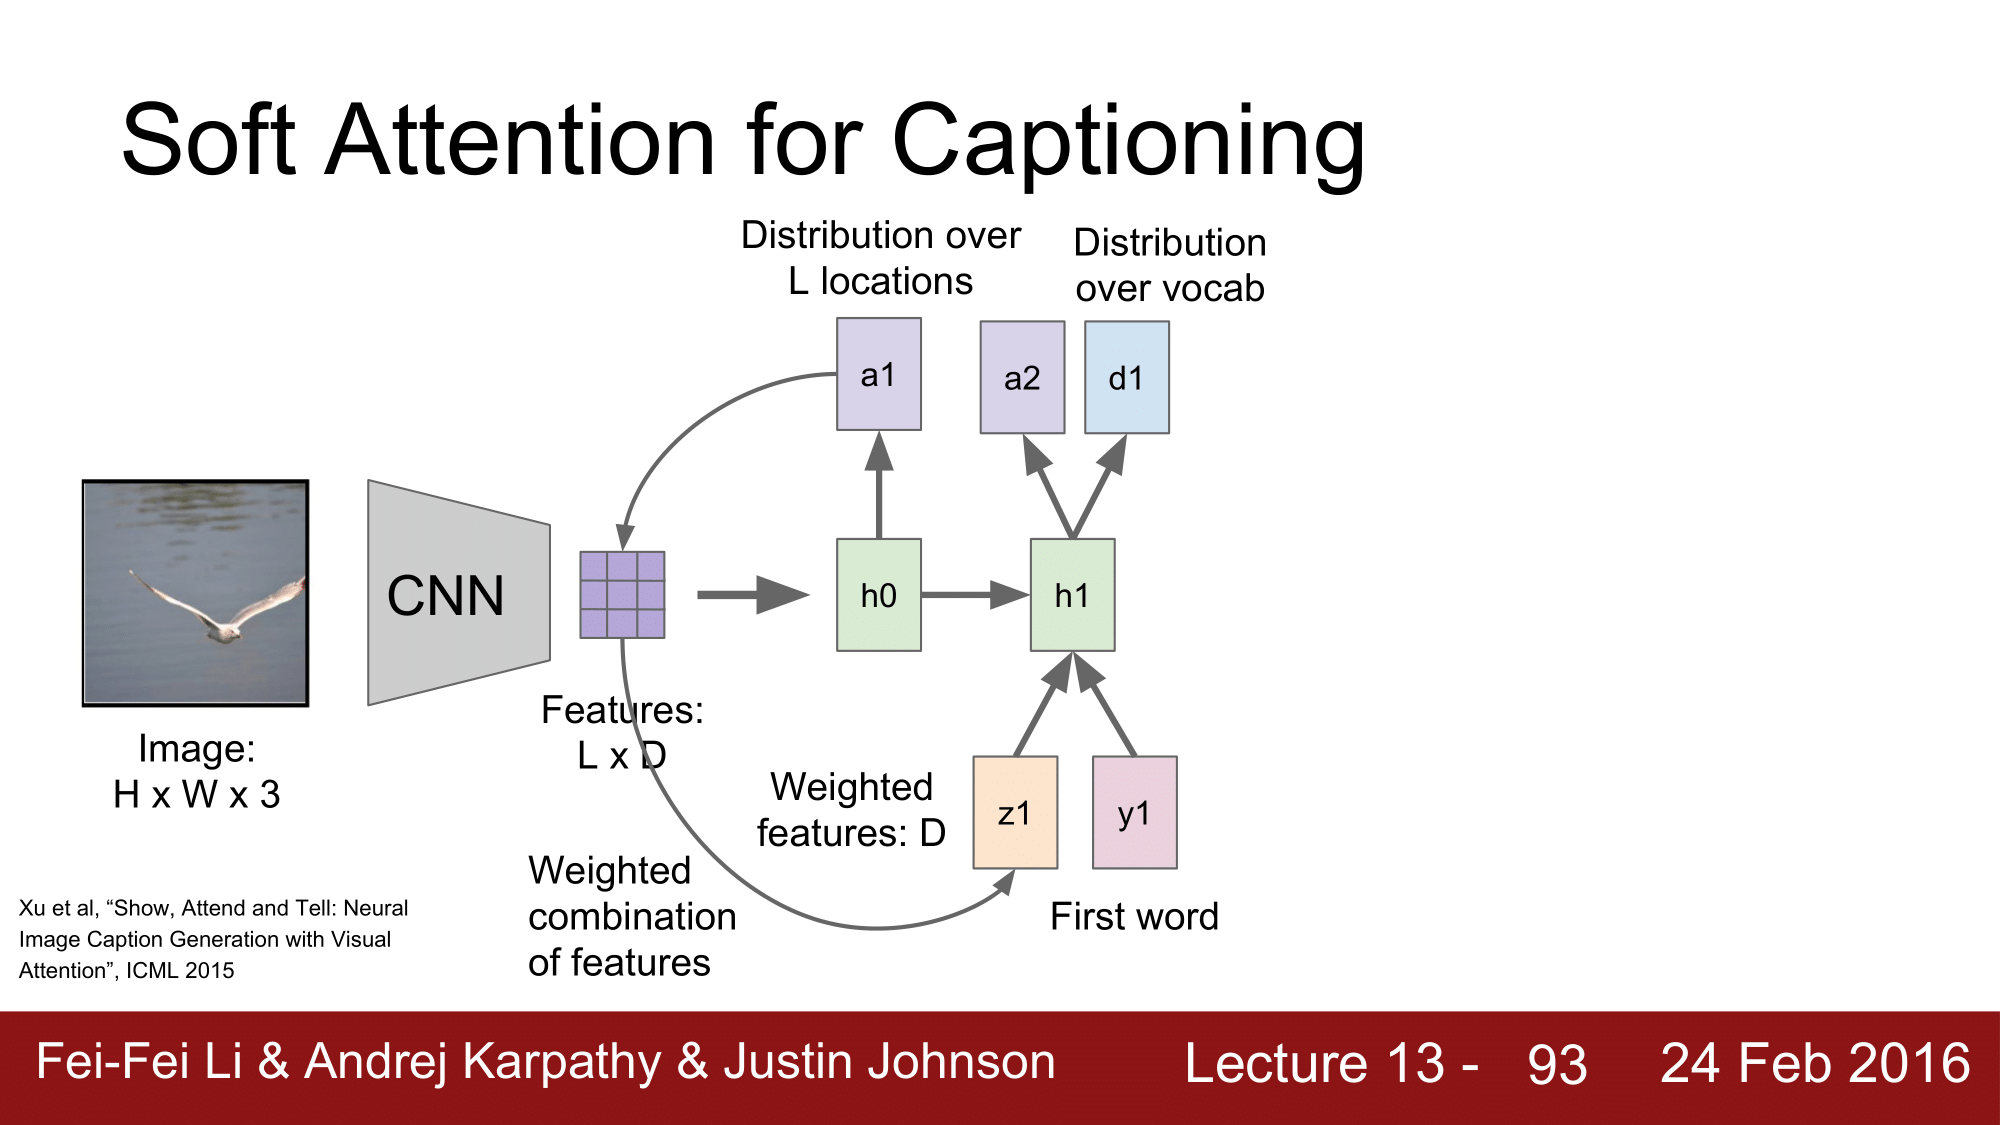 Soft Attention for Captioning
Distribution over
L locations
Distribution
over vocab
a1
a2
d1
CNN
h0
h1
Features:
L x D
Image:
H x W x 3
Weighted
features: D
z1
y1
Weighted
combination
of features
First word
Xu et al, “Show, Attend and Tell: Neural
Image Caption Generation with Visual
Attention”, ICML 2015
Fei-Fei Li & Andrej Karpathy & Justin Johnson
Lecture 13 - 93
24 Feb 2016